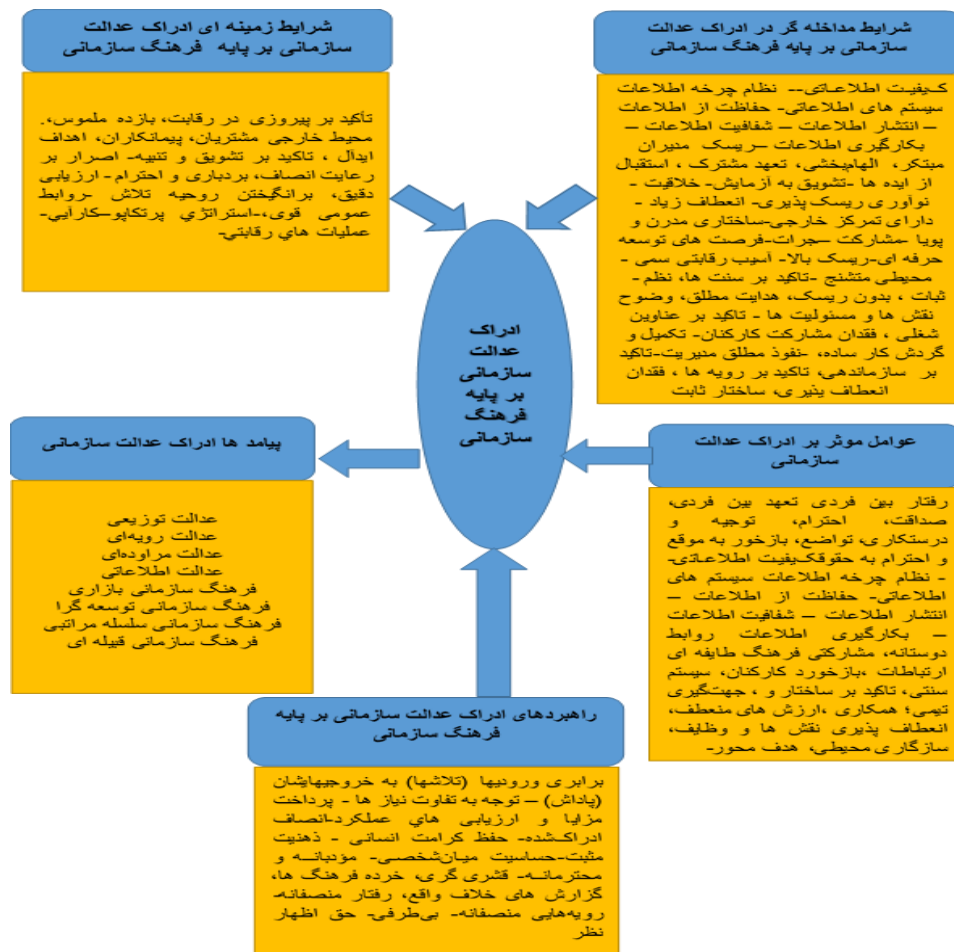 شرایط مداخله گر در ادراک عدالت
سازمانی بر پایه فرهنگ سازمانی
کیفیت اطلاعاتی-- نظام چرخه اطلاعات
سیستم های اطلاعاتی- حفاظت از اطلاعات
– انتشار اطلاعات – شفافیت اطلاعات –
بکارگیری اطلاعات –ریسک مدیران
مبتکر، الهام‌بخشی، تعهد مشترک ، استقبال
از ایده ها -تشویق به آزمایش- خلاقیت -
نوآوری ریسک پذیری- انعطاف زیاد -
دارای تمرکز خارجی-ساختاری مدرن و
پویا -مشارکت –جرات-فرصت های توسعه
حرفه ای-ریسک بالا- آسیب رقابتی سمی -
محیطی متشنج -تاکید بر سنت ها، نظم -
ثبات ، بدون ریسک، هدایت مطلق، وضوح
نقش ها و مسئولیت ها - تاکید بر عناوین
شغلی ، فقدان مشارکت کارکنان- تکمیل و
گردش کار ساده، -نفوذ مطلق مدیریت-تاکید
بر سازماندهی، تاکید بر رویه ها ، فقدان
انعطاف پذیری، ساختار ثابت
شرایط زمینه ای ادراک عدالت
سازمانی بر پایه فرهنگ سازمانی
تأکید بر پیروزی در رقابت، بازده ملموس،
محیط خارجی مشتریان، پیمانکاران، اهداف
ایدآل ، تاکید بر تشویق و تنبیه- اصرار بر
رعایت انصاف، بردباری و احترام - ارزیابی
دقیق، برانگیختن روحیه تلاش -روابط
عمومی قوی،-استراتژي پرتکاپو–کارآیي-
عملیات هاي رقابتي-
ادراک
عدالت
سازمانی
بر پایه
فرهنگ
سازمانی
عوامل موثر بر ادراک عدالت
سازمانی
رفتار بین فردی تعهد بین فردی،
صداقت، احترام، توجیه و
درستکاری، تواضع، بازخور به موقع
و احترام به حقوقکیفیت اطلاعاتی-
- نظام چرخه اطلاعات سیستم های
اطلاعاتی- حفاظت از اطلاعات –
انتشار اطلاعات – شفافیت اطلاعات
– بکارگیری اطلاعات روابط
دوستانه، مشارکتی فرهنگ طایفه ای
ارتباطات ،بازخورد کارکنان، سیستم
سنتی، تاکید بر ساختار و ، جهت‌گیری
تیمی؛ همکاری ،ارزش های منعطف،
انعطاف پذیری نقش ها و وظایف،
سازگاری محیطی، هدف محور-
پیامد ها ادراک عدالت سازمانی
عدالت توزیعی
عدالت رویه‌ای
عدالت مراوده‌ای
عدالت اطلاعاتی
فرهنگ سازمانی بازاری
فرهنگ سازمانی توسعه گرا
فرهنگ سازمانی سلسله مراتبی
فرهنگ سازمانی قبیله ای
راهبردهای ادراک عدالت سازمانی بر پایه
فرهنگ سازمانی
برابری ورودیها (تلاشها) به خروجیهایشان
(پاداش) – توجه به تفاوت نیاز ها - پرداخت
مزایا و ارزیابی هاي عملکرد-انصاف
ادراک‌شده- حفظ کرامت انسانی - ذهنیت
مثبت-حساسیت میان‌شخصی- مؤدبانه و
محترمانه- قشری گری، خرده فرهنگ ها،
گزارش های خلاف واقع، رفتار منصفانه-
رویه‌هایی منصفانه- بی‌طرفی- حق اظهار
نظر